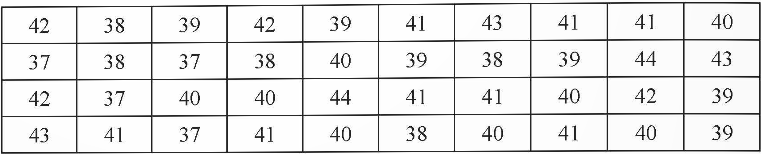 42 38 39 42 39 41 43 41 41 40
37 38 37 38 40 39 38 39 44 43
42 37 40 40 44 41 41 40 42 39
43 41 37 41 40 38 40 41 40 39